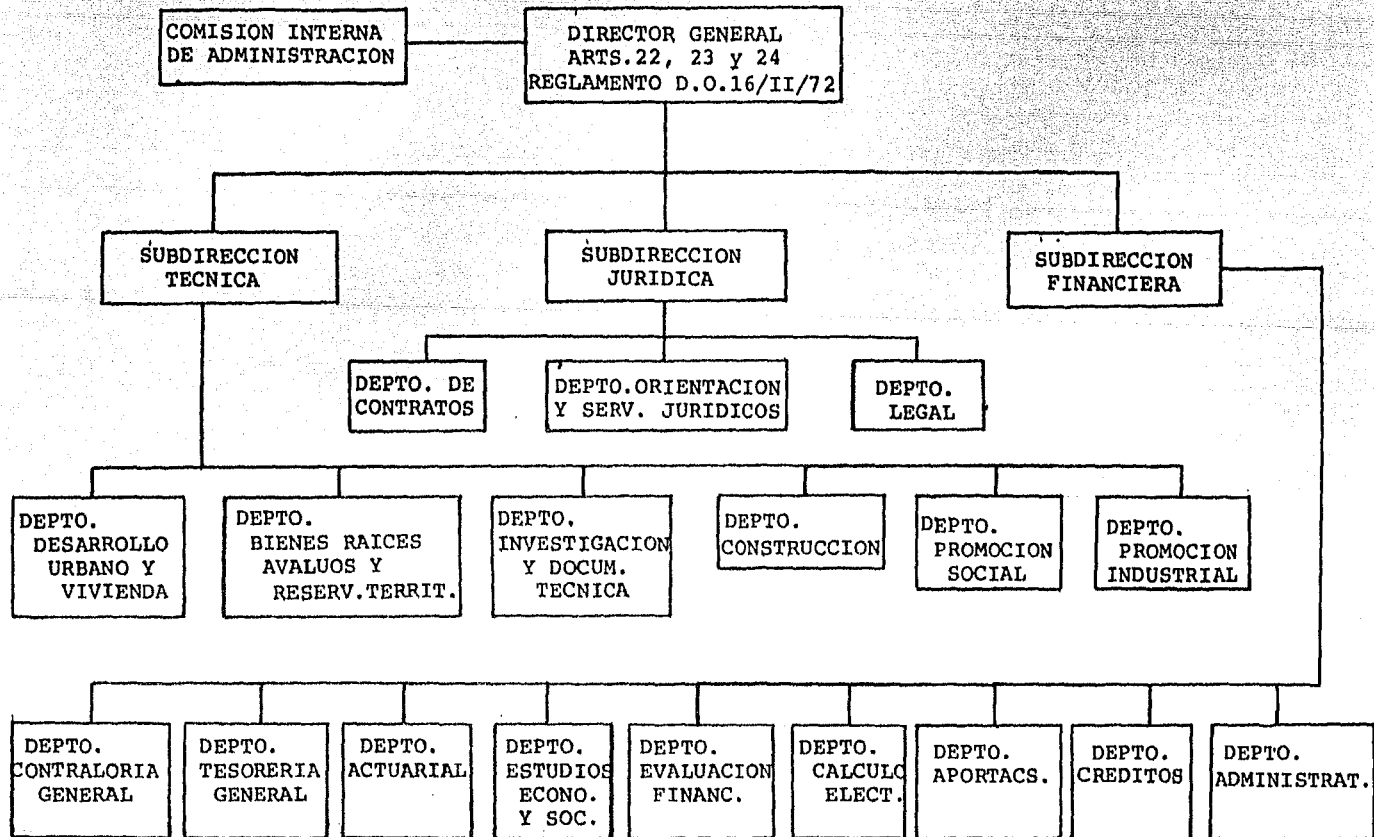 COMISION INTERNA
DE ADMINISTRACION
DIRECTOR GENERAL
ARTS.22, 23 y 24
REGLAMENTO D.O.16/II/72
SUBDIRECCION
TECNICA
SUBDIRECCION
JURIDICA
SUBDIRECCION
FINANCIERA
DEPTO. DE
CONTRATOS
DEPTO.ORIENTACION
Y SERV. JURIDICOS
DEPTO.
LEGAL
DEPTO.
DESARROLLO
URBANO Y
VIVIENDA
DEPTO.
BIENES RAICES
AVALUOS Y
RESERV.TERRIT.
DEPTO.
INVESTIGACION
Y DOCUM.
TECNICA
DEPTO.
CONSTRUCCION
DEPTO.
PROMOCION
SOCIAL
DEPTO.
PROMOCION
INDUSTRIAL
DEPTO.
CONTRALORIA
GENERAL
DEPTO.
TESORERIA
GENERAL
DEPTO.
ACTUARIAL
DEPTO.
ESTUDIOS
ECONO.
Y SOC.
DEPTO.
EVALUACION
FINANC.
DEPTO.
CALCULO
ELECT.
DEPTO.
APORTACS.
DEPTO.
CREDITOS
DEPTO.
ADMINISTRAT.